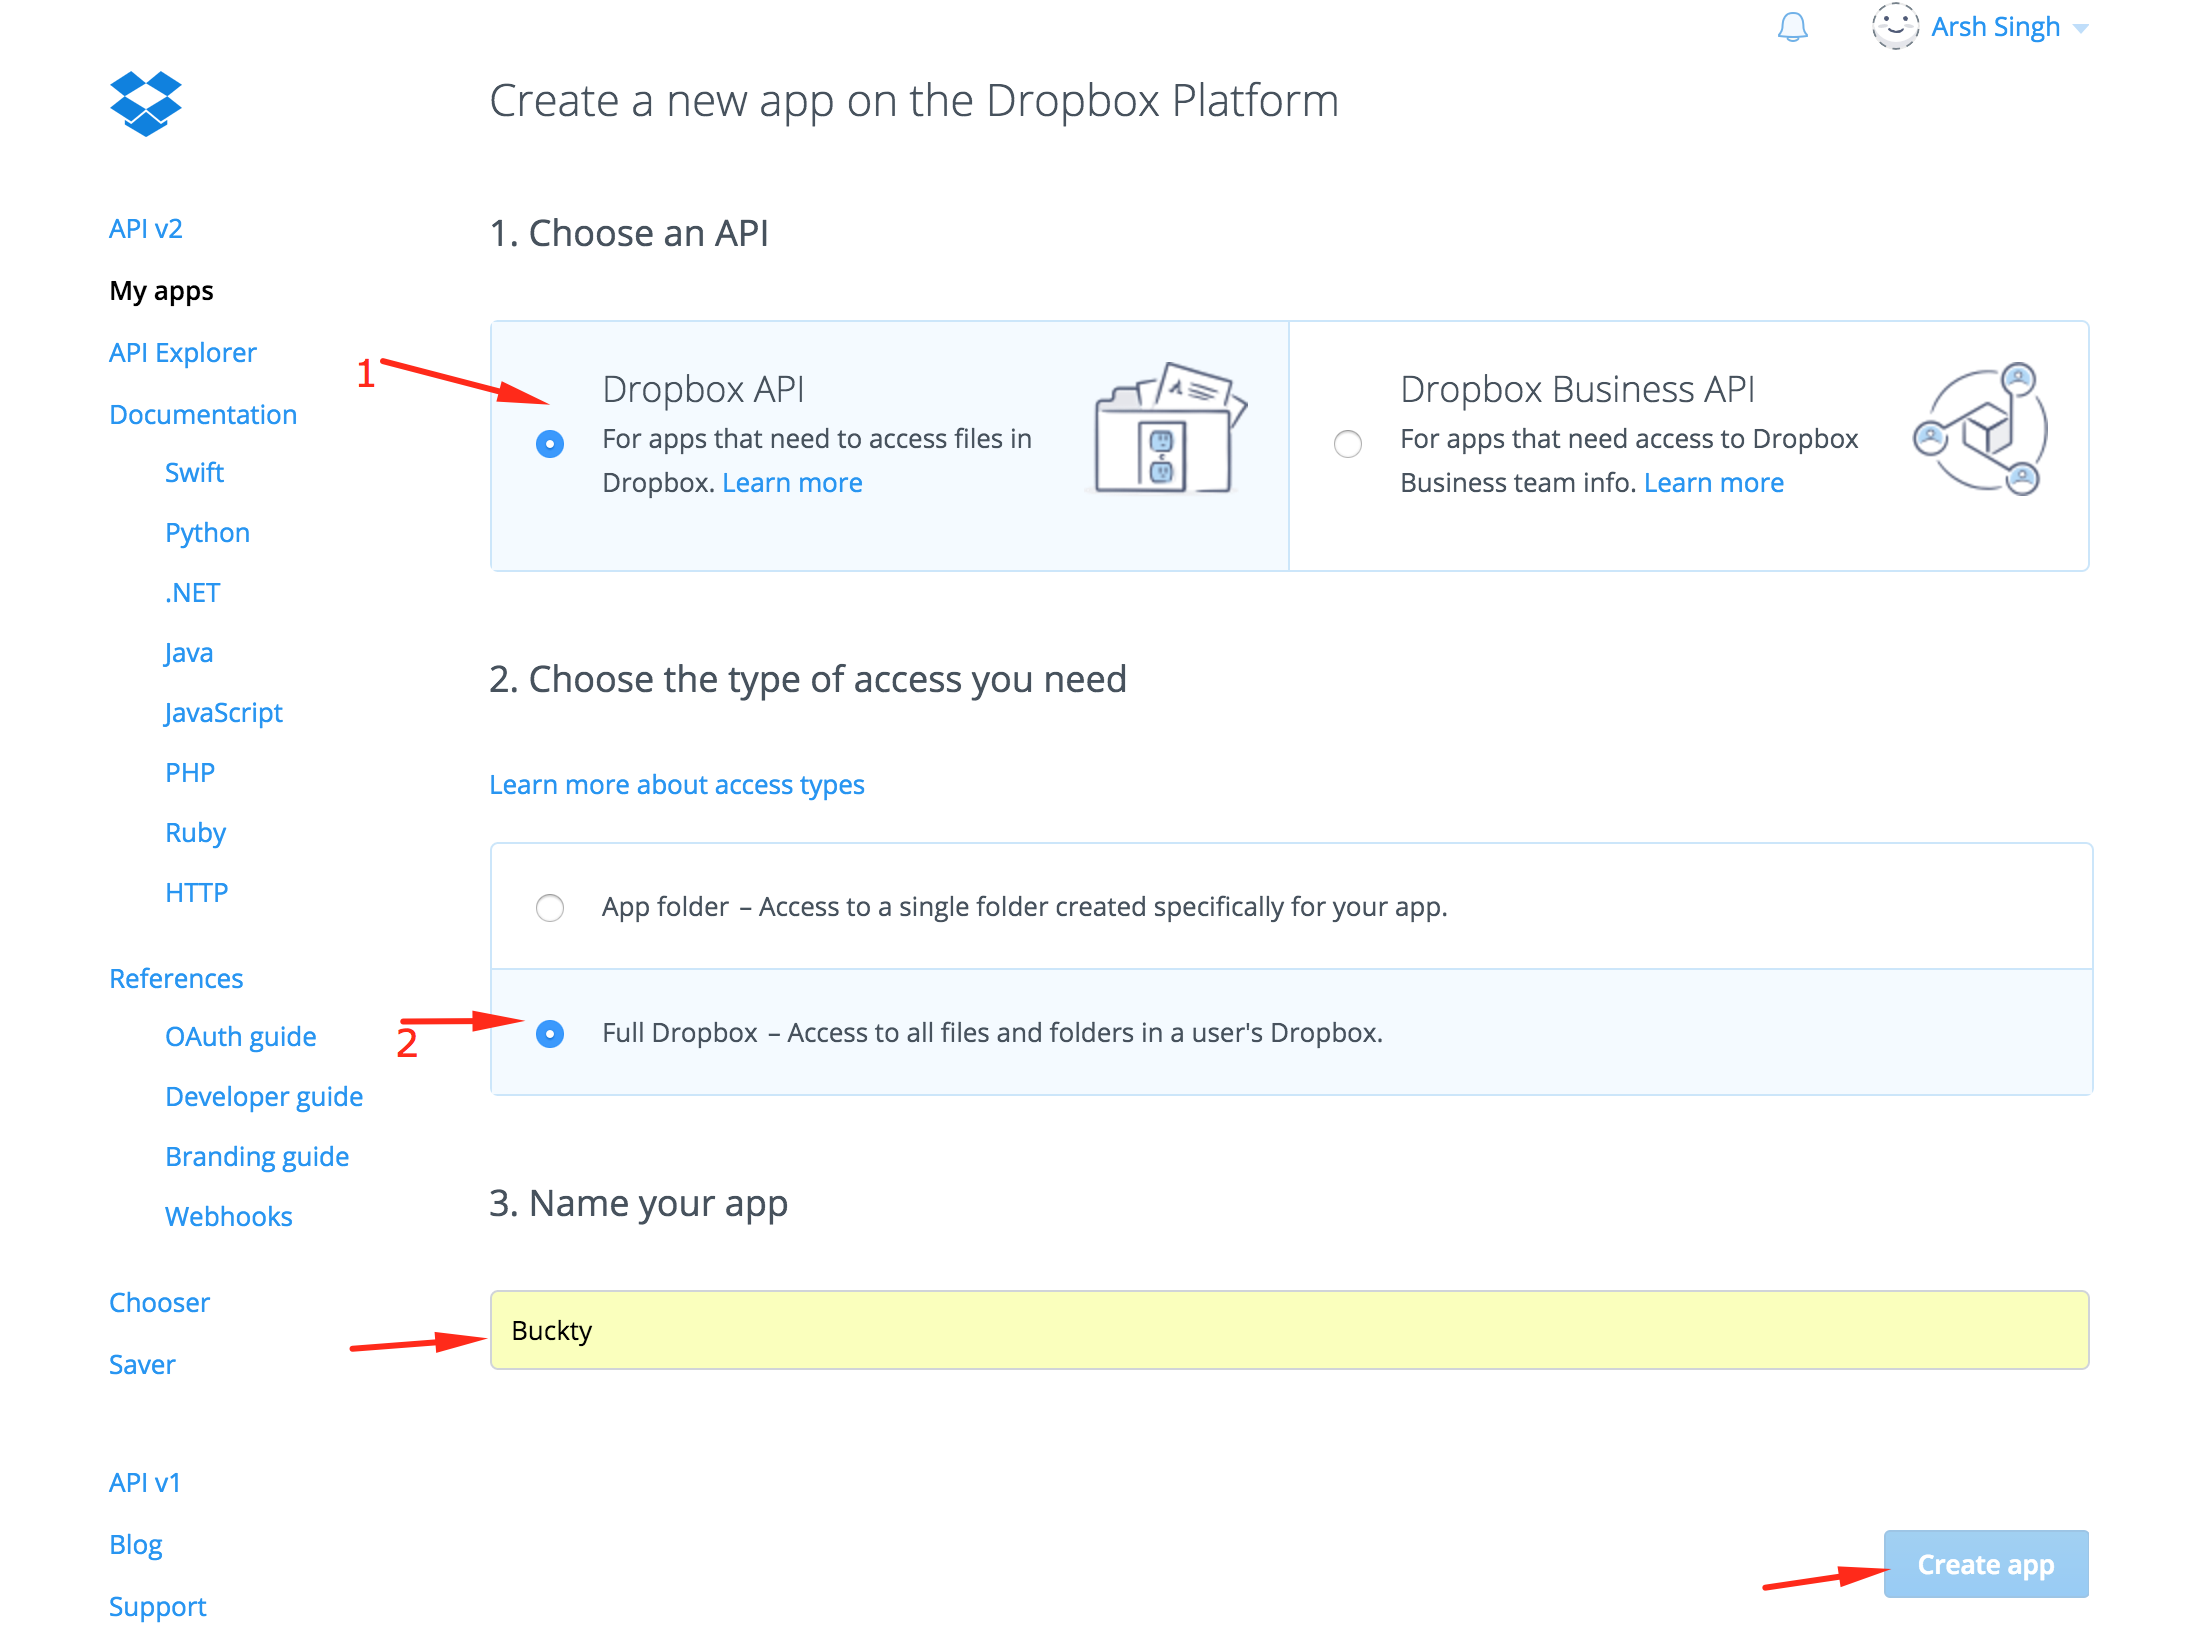 Arsh Singh
Create a new app on the Dropbox Platform
API v2
My apps
API Explorer
Documentation
Swift
Python
.NET
Java
JavaScript
PHP
Ruby
HTTP
References
OAuth guide
Developer guide
Branding guide
Webhooks
Chooser
Saver
API v1
Blog
Support
1. Choose an API
1
Dropbox API
For apps that need to access files in
Dropbox. Learn more
Dropbox Business API
For apps that need access to Dropbox
Business team info. Learn more
2. Choose the type of access you need
Learn more about access types
App folder – Access to a single folder created specifically for your app.
2
Full Dropbox – Access to all files and folders in a user's Dropbox.
3. Name your app
Buckty
Create app